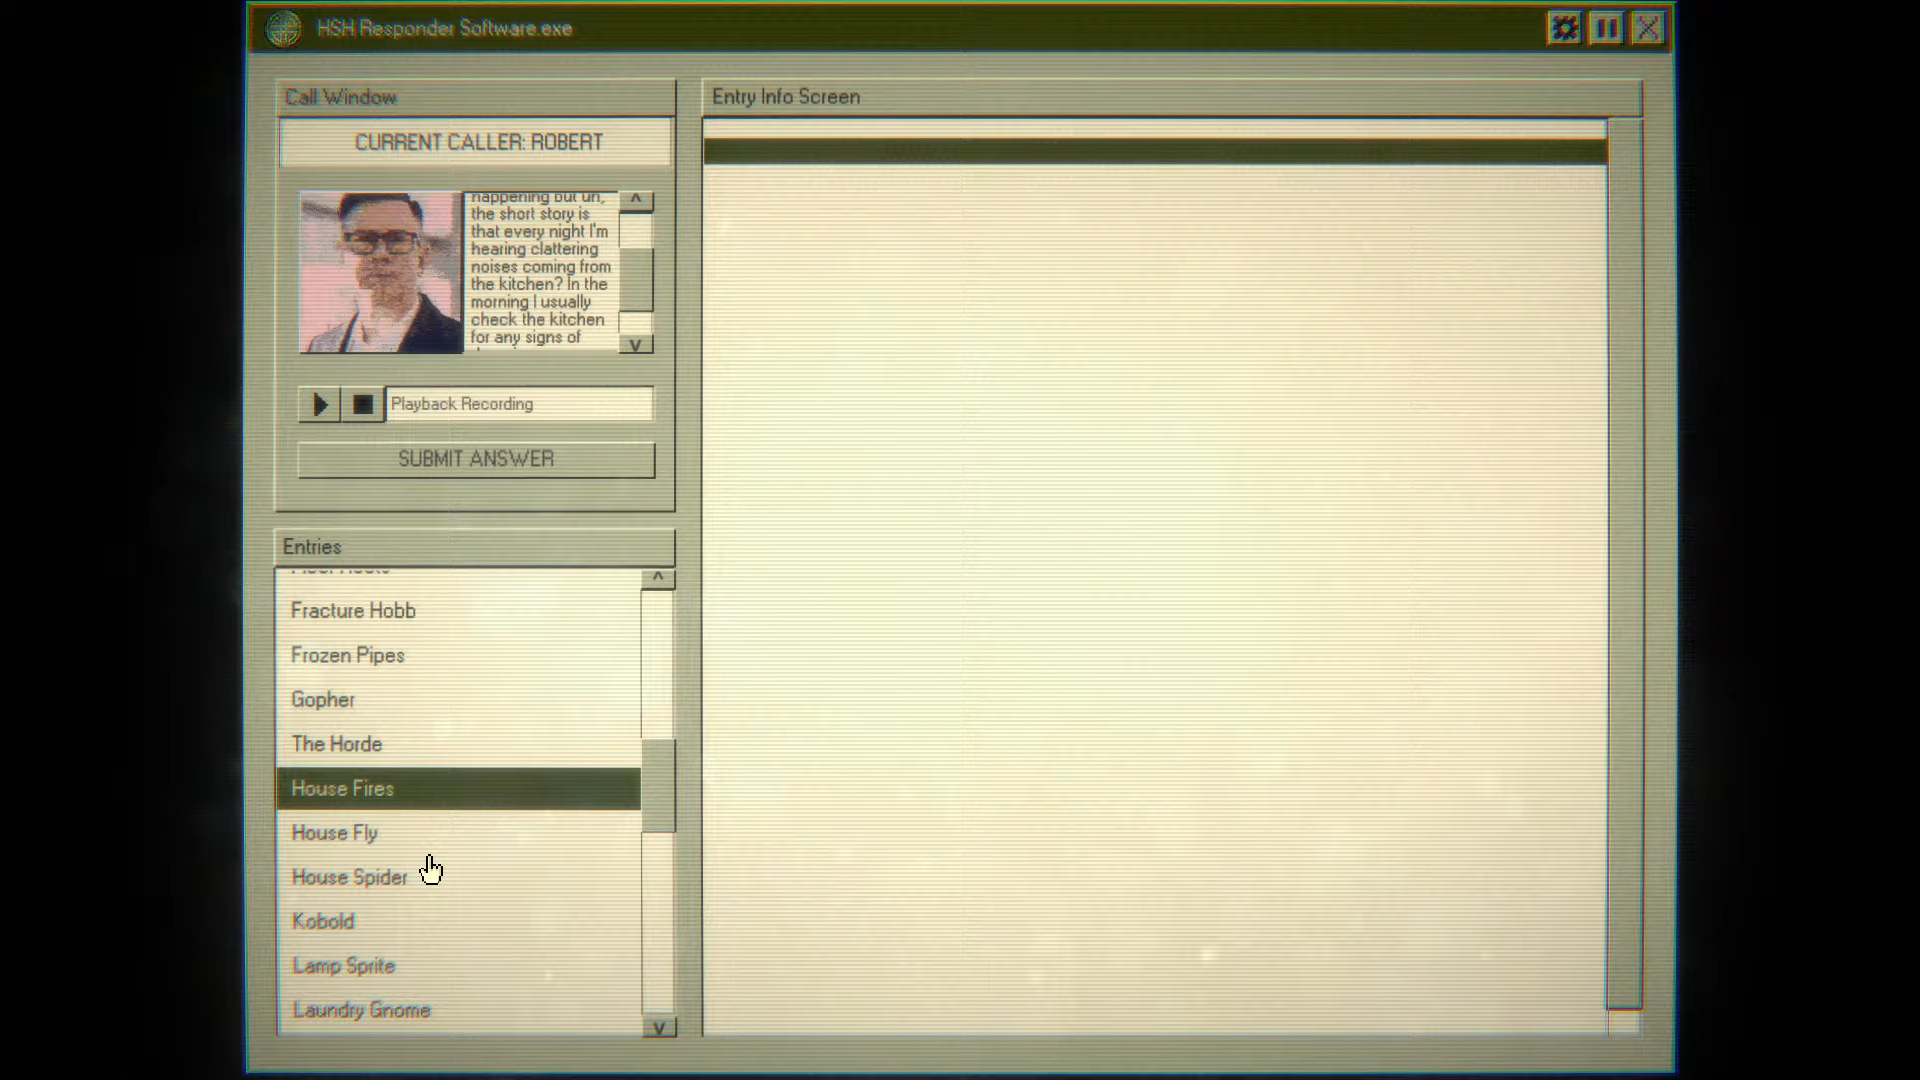 HSH Responder Software.exe
Call Window
CURRENT CALLER: ROBERT
happening but uh,
the short story is
that every night I'm
hearing clattering
noises coming from
the kitchen? In the
morning I usually
check the kitchen
for any signs of
Playback Recording
SUBMIT ANSWER
Entries
Fracture Hobb
Frozen Pipes
Gopher
The Horde
House Fires
House Fly
House Spider
Kobold
Lamp Sprite
Laundry Gnome
Entry Info Screen